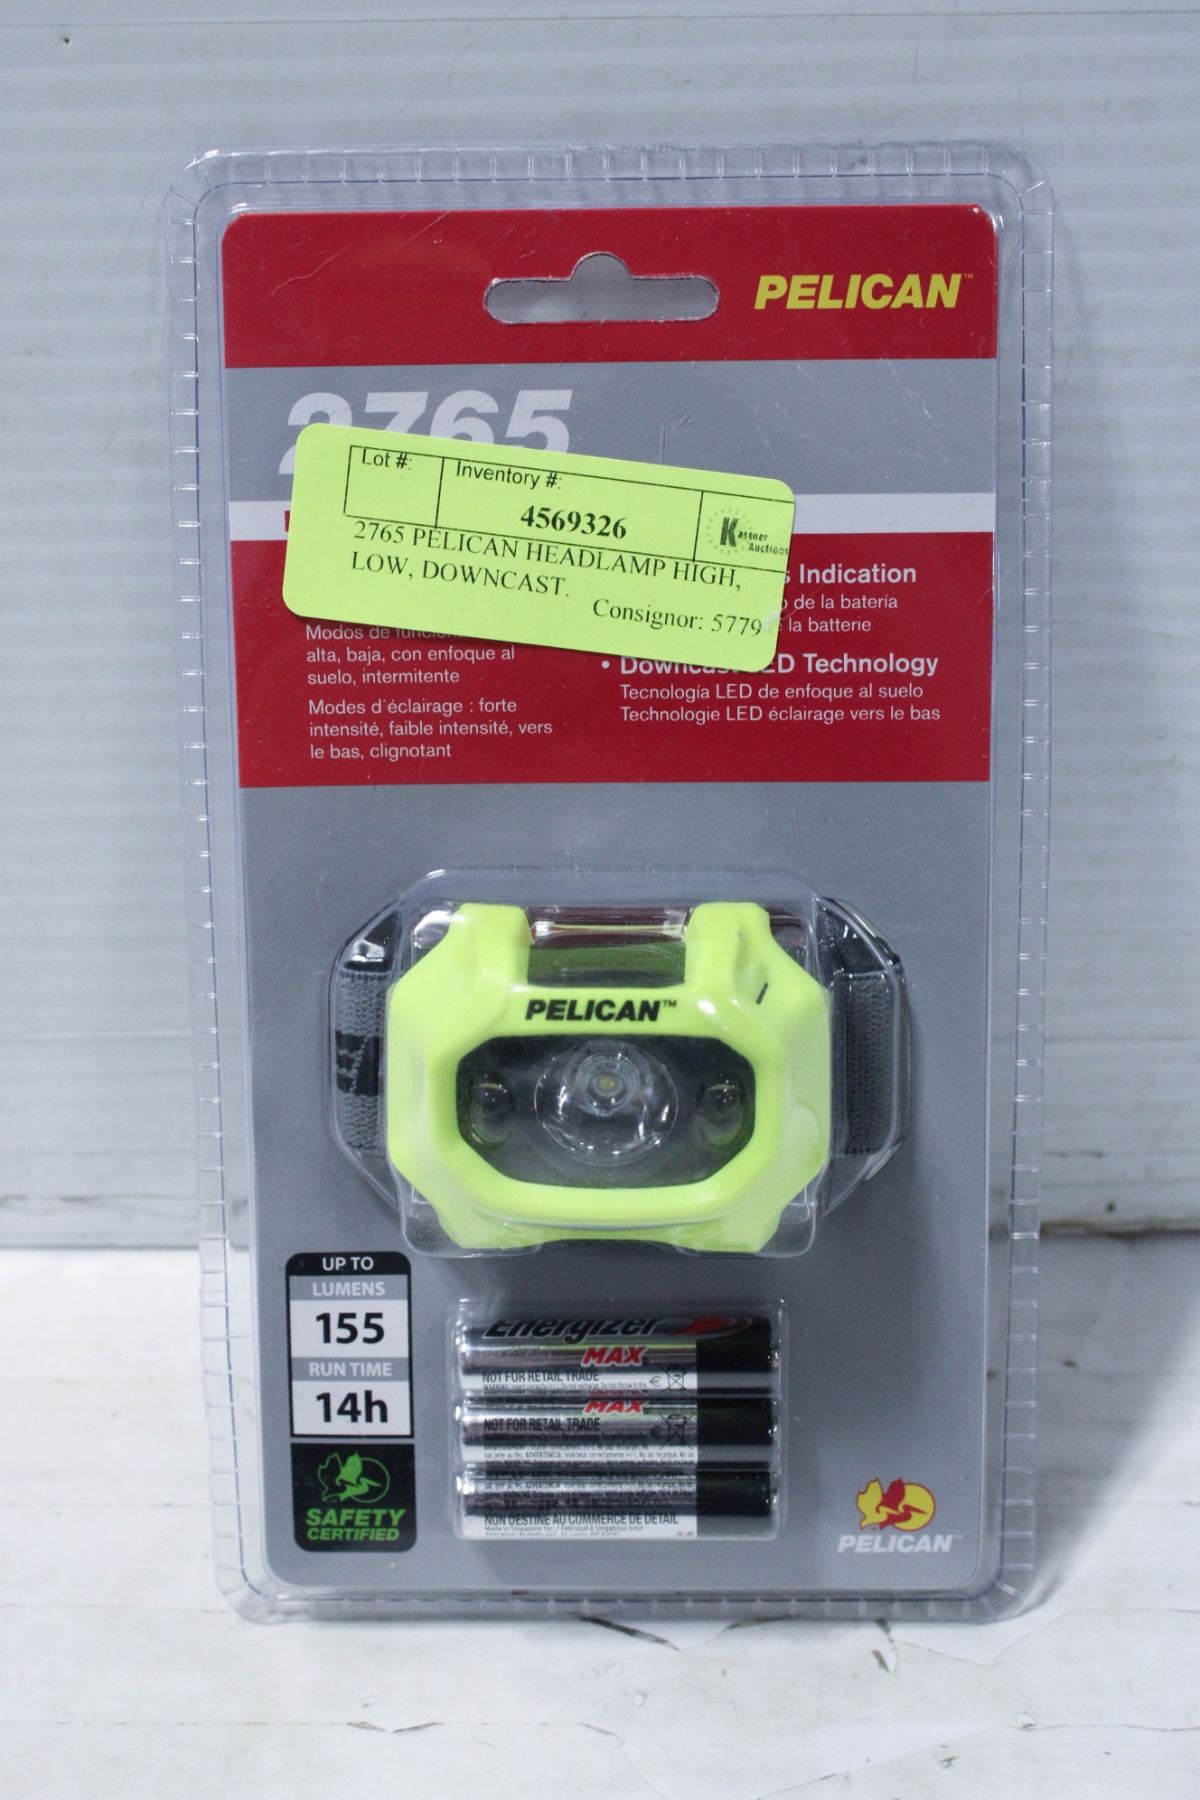 PELICAN™
2765
Lot #:
Inventory #:
4569326
Kastner Auctions
2765 PELICAN HEADLAMP HIGH,
LOW, DOWNCAST.
Consignor: 5779
Modos de
alta, baja, con enfoque al
suelo, intermitente
Modes d'éclairage : forte
intensité, faible intensité, vers
le bas, clignotant
Indication
de la batería
la batterie
• Downcast LED Technology
Tecnología LED de enfoque al suelo
Technologie LED éclairage vers le bas
PELICAN™
UP TO
LUMENS
155
RUN TIME
14h
SAFETY
CERTIFIED
Energizer
MAX
NOT FOR RETAIL TRADE
MAX
NOT FOR RETAIL TRADE
NON DESTINÉ AU COMMERCE DE DÉTAIL
PELICAN™